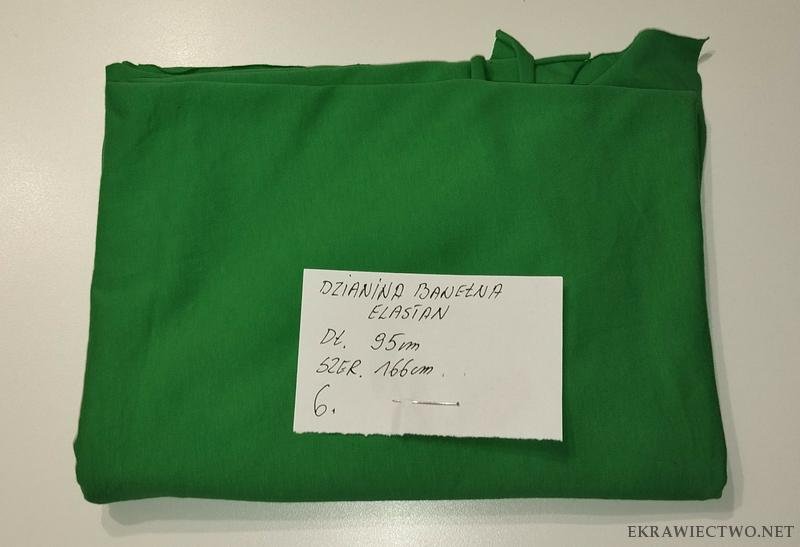 DZIANINA BAWEŁNA
ELASTAN
DŁ. 95cm
SZER. 166cm
6.
EKRAWIECTWO.NET